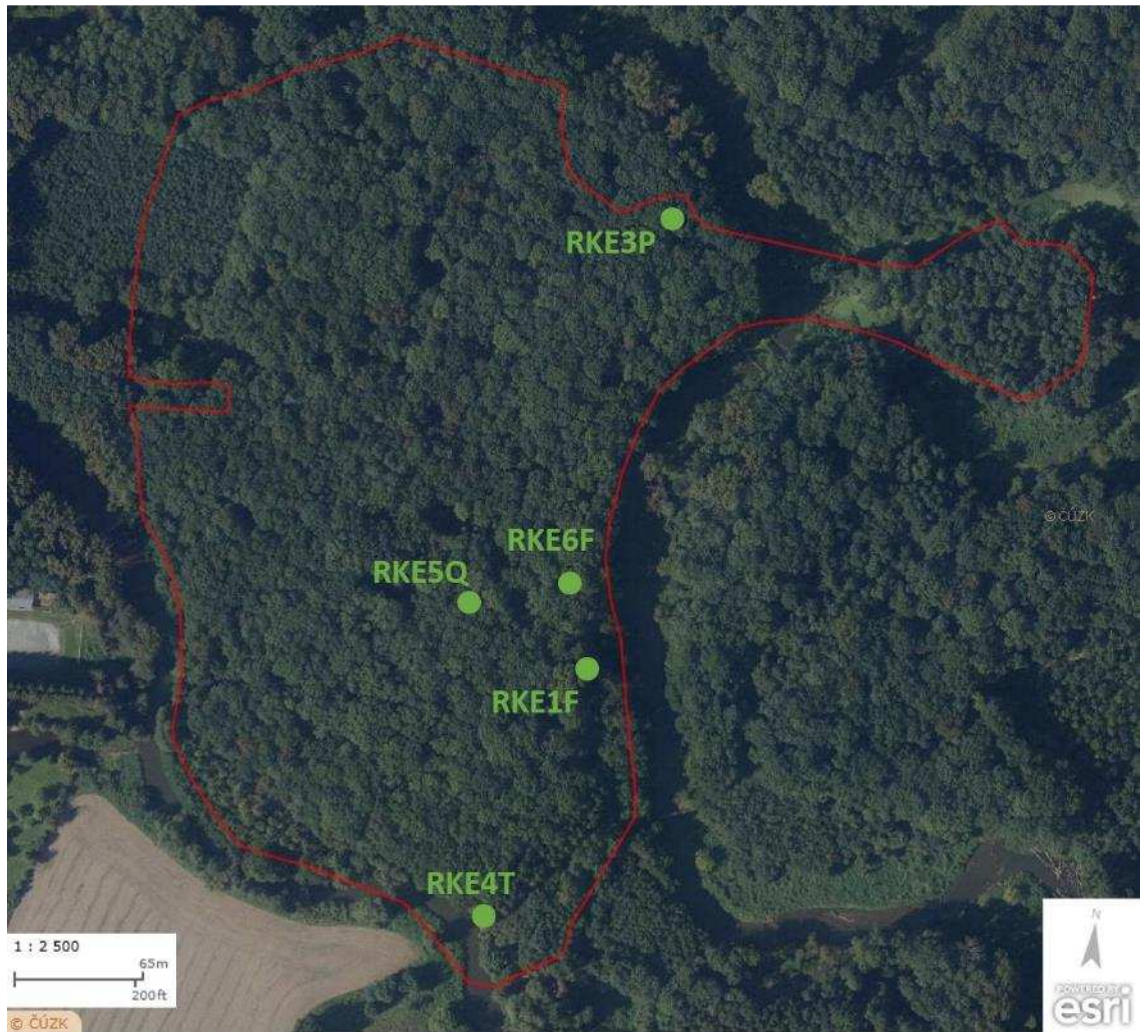 RKE3P
© ČÚZK
RKE6F
RKE5Q
RKE1F
RKE4T
1 : 2 500
65m
200ft
© ČÚZK
N
POWERED BY
esri